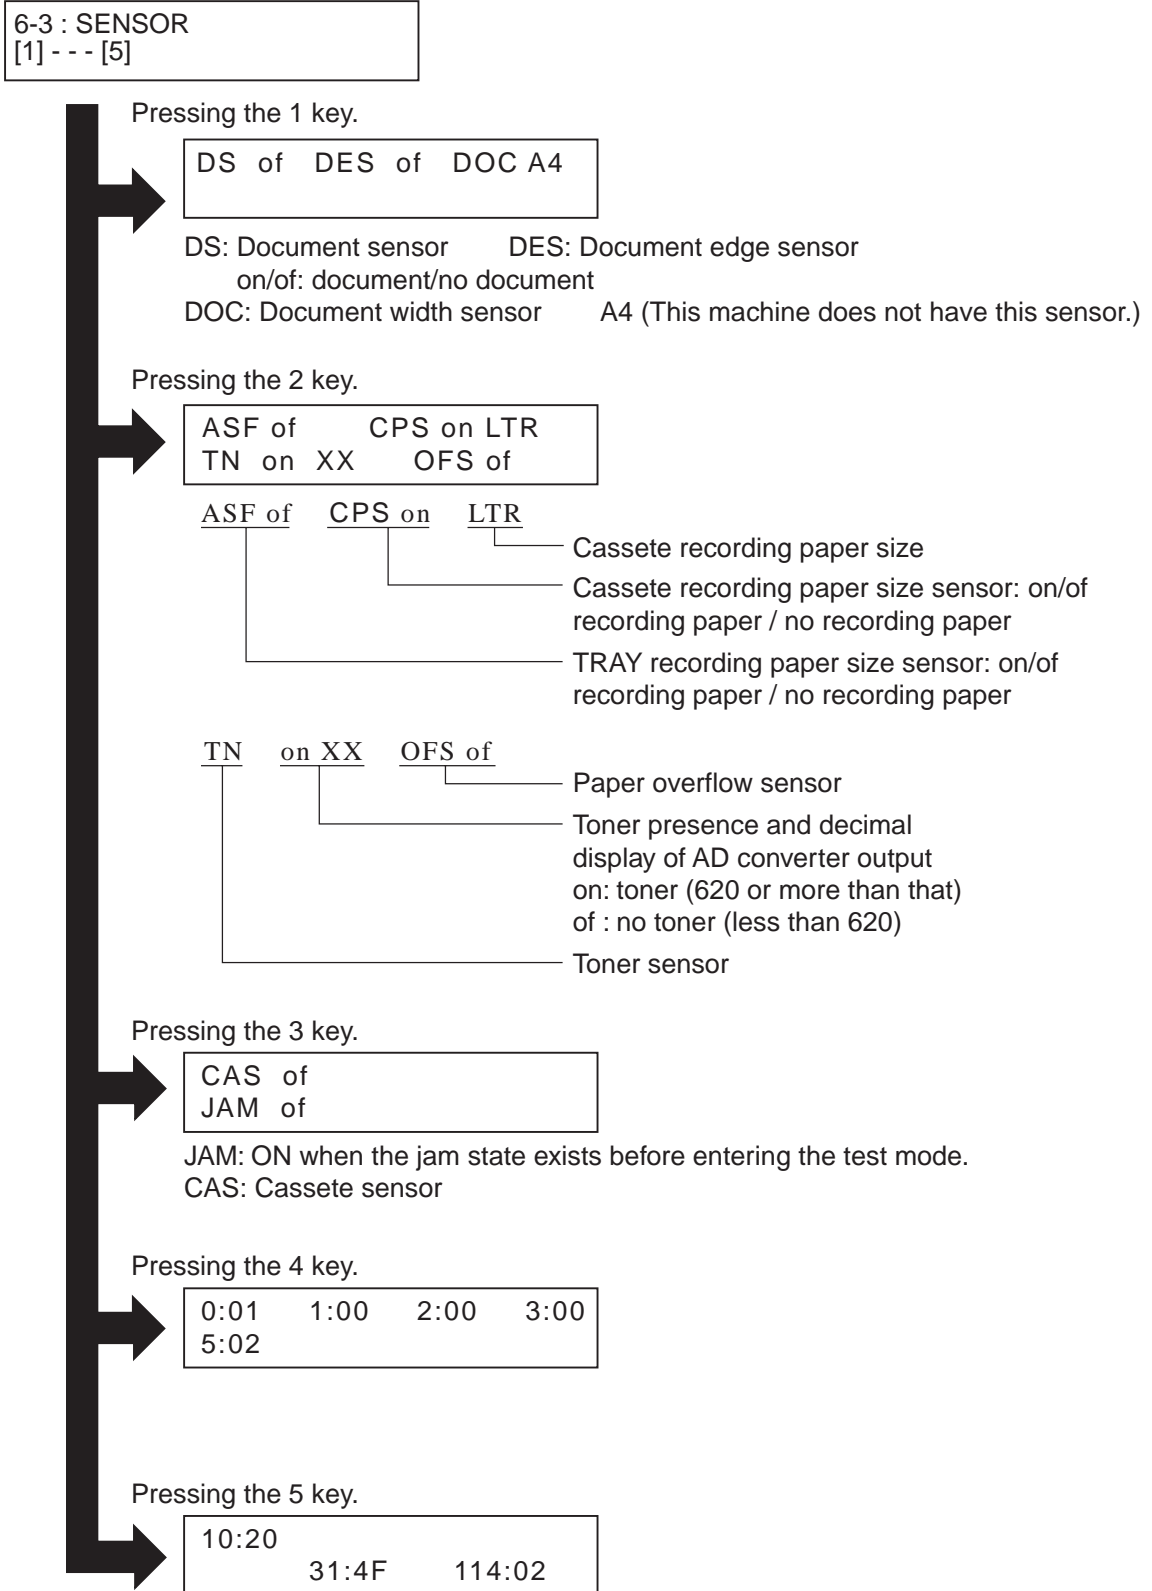 6-3 : SENSOR
[1] - - - [5]
Pressing the 1 key.
DS of DES of DOC A4
DS: Document sensor DES: Document edge sensor
on/of: document/no document
DOC: Document width sensor A4 (This machine does not have this sensor.)
Pressing the 2 key.
ASF of CPS on LTR
TN on XX OFS of
ASF of CPS on LTR
Cassete recording paper size
Cassete recording paper size sensor: on/of
recording paper / no recording paper
TRAY recording paper size sensor: on/of
recording paper / no recording paper
TN on XX OFS of
Paper overflow sensor
Toner presence and decimal
display of AD converter output
on: toner (620 or more than that)
of : no toner (less than 620)
Toner sensor
Pressing the 3 key.
CAS of
JAM of
JAM: ON when the jam state exists before entering the test mode.
CAS: Cassete sensor
Pressing the 4 key.
0:01 1:00 2:00 3:00
5:02
Pressing the 5 key.
10:20
31:4F 114:02